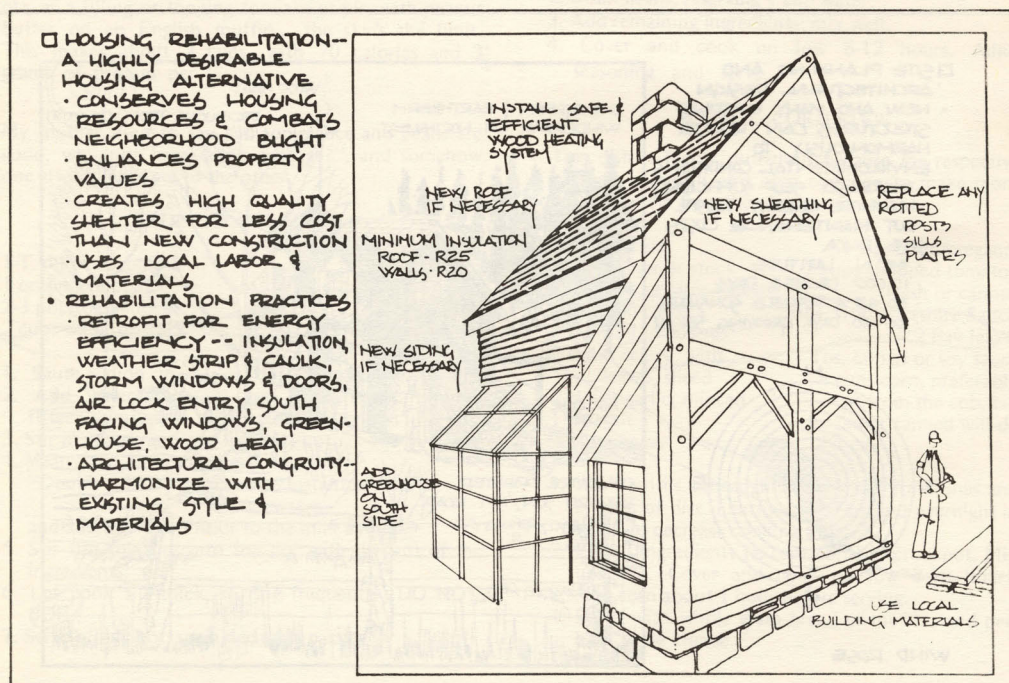 □ HOUSING REHABILITATION--
A HIGHLY DESIRABLE
HOUSING ALTERNATIVE
· CONSERVES HOUSING
RESOURCES & COMBATS
NEIGHBORHOOD BLIGHT
· ENHANCES PROPERTY
VALUES
· CREATES HIGH QUALITY
SHELTER FOR LESS COST
THAN NEW CONSTRUCTION
· USES LOCAL LABOR &
MATERIALS
• REHABILITATION PRACTICES
· RETROFIT FOR ENERGY
EFFICIENCY -- INSULATION,
WEATHER STRIP & CAULK,
STORM WINDOWS & DOORS,
AIR LOCK ENTRY, SOUTH
FACING WINDOWS, GREEN-
HOUSE, WOOD HEAT
· ARCHITECTURAL CONGRUITY--
HARMONIZE WITH
EXISTING STYLE &
MATERIALS
INSTALL SAFE &
EFFICIENT
WOOD HEATING
SYSTEM
NEW ROOF
IF NECESSARY
MINIMUM INSULATION
ROOF - R25
WALLS · R20
NEW SIDING
IF NECESSARY
ADD
GREENHOUSE
ON
SOUTH
SIDE
NEW SHEATHING
IF NECESSARY
REPLACE ANY
ROTTED
POSTS
SILLS
PLATES
USE LOCAL
BUILDING MATERIALS